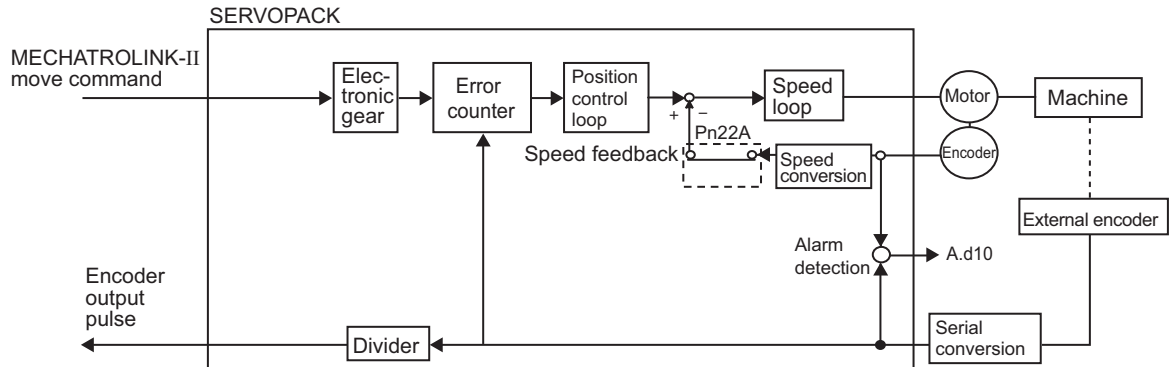 SERVOPACK
MECHATROLINK-II
move command
Elec-
tronic
gear
Error
counter
Position
control
loop
+
−
Speed
loop
Motor
Machine
Pn22A
Speed feedback
Speed
conversion
Encoder
External encoder
Alarm
detection
A.d10
Encoder
output
pulse
Divider
Serial
conversion